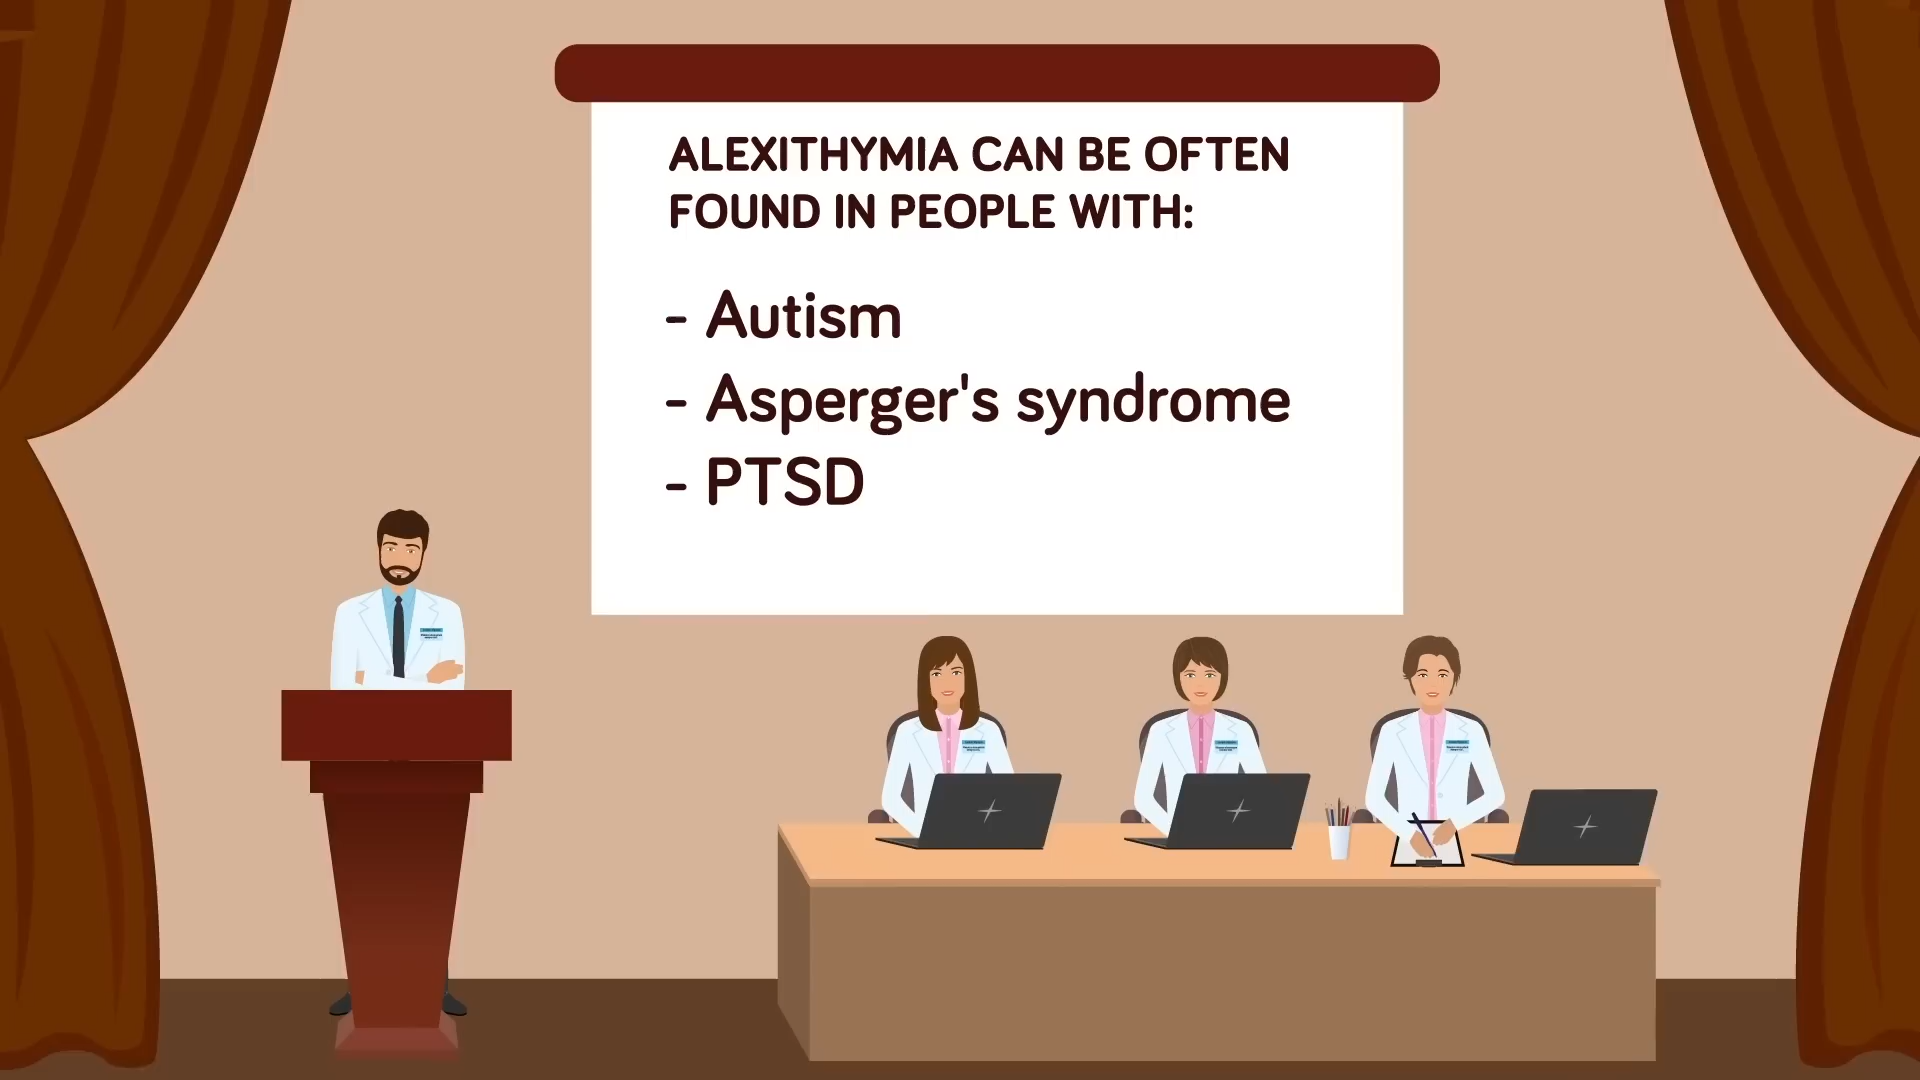 ALEXITHYMIA CAN BE OFTEN
FOUND IN PEOPLE WITH:
- Autism
- Asperger's syndrome
- PTSD